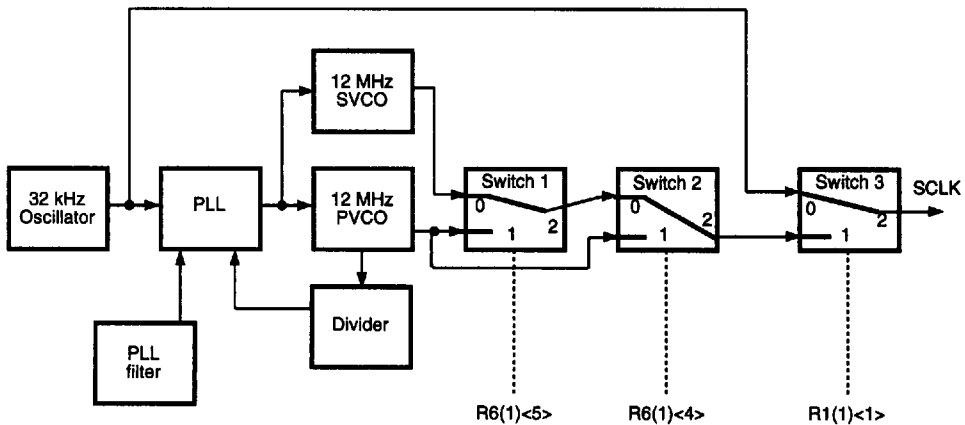 12 MHz
SVCO
32 kHz
Oscillator
PLL
12 MHz
PVCO
Switch 1
0
1
2
Switch 2
0
1
2
Switch 3
0
1
2
SCLK
Divider
PLL
filter
R6(1)<5>
R6(1)<4>
R1(1)<1>